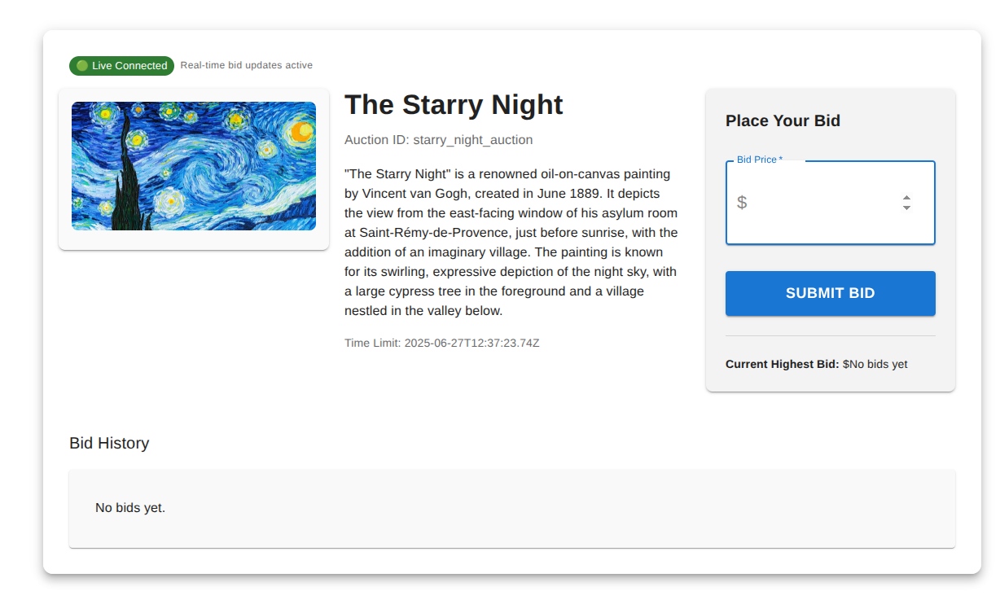 Live Connected Real-time bid updates active
The Starry Night
Auction ID: starry_night_auction
"The Starry Night" is a renowned oil-on-canvas painting
by Vincent van Gogh, created in June 1889. It depicts
the view from the east-facing window of his asylum room
at Saint-Rémy-de-Provence, just before sunrise, with the
addition of an imaginary village. The painting is known
for its swirling, expressive depiction of the night sky, with
a large cypress tree in the foreground and a village
nestled in the valley below.
Time Limit: 2025-06-27T12:37:23.74Z
Place Your Bid
Bid Price *
$
SUBMIT BID
Current Highest Bid: $No bids yet
Bid History
No bids yet.